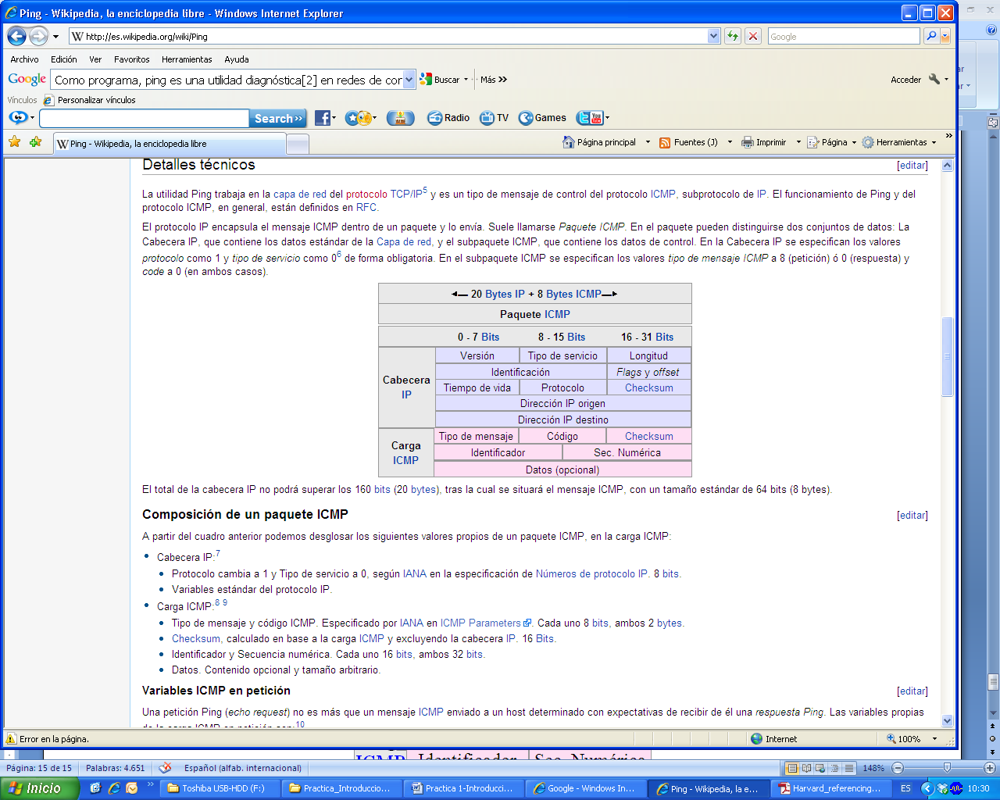 Ping - Wikipedia, la enciclopedia libre - Windows Internet Explorer
http://es.wikipedia.org/wiki/Ping
Google
Archivo Edición Ver Favoritos Herramientas Ayuda
Google Como programa, ping es una utilidad diagnóstica[2] en redes de cor Buscar Más >> Acceder
Vínculos Personalizar vínculos
Search>> Radio TV Games
Ping - Wikipedia, la enciclopedia libre Página principal Fuentes (J) Imprimir Página Herramientas
Detalles técnicos [editar]
La utilidad Ping trabaja en la capa de red del protocolo TCP/IP5 y es un tipo de mensaje de control del protocolo ICMP, subprotocolo de IP. El funcionamiento de Ping y del
protocolo ICMP, en general, están definidos en RFC.
El protocolo IP encapsula el mensaje ICMP dentro de un paquete y lo envía. Suele llamarse Paquete ICMP. En el paquete pueden distinguirse dos conjuntos de datos: La
Cabecera IP, que contiene los datos estándar de la Capa de red, y el subpaquete ICMP, que contiene los datos de control. En la Cabecera IP se especifican los valores
protocolo como 1 y tipo de servicio como 06 de forma obligatoria. En el subpaquete ICMP se especifican los valores tipo de mensaje ICMP a 8 (petición) ó 0 (respuesta) y
code a 0 (en ambos casos).
20 Bytes IP + 8 Bytes ICMP
Paquete ICMP
0 - 7 Bits 8 - 15 Bits 16 - 31 Bits
Cabecera IP
Versión Tipo de servicio Longitud
Identificación Flags y offset
Tiempo de vida Protocolo Checksum
Dirección IP origen
Dirección IP destino
Carga ICMP
Tipo de mensaje Código Checksum
Identificador Sec. Numérica
Datos (opcional)
El total de la cabecera IP no podrá superar los 160 bits (20 bytes), tras la cual se situará el mensaje ICMP, con un tamaño estándar de 64 bits (8 bytes).
Composición de un paquete ICMP [editar]
A partir del cuadro anterior podemos desglosar los siguientes valores propios de un paquete ICMP, en la carga ICMP:
Cabecera IP:7
Protocolo cambia a 1 y Tipo de servicio a 0, según IANA en la especificación de Números de protocolo IP. 8 bits.
Variables estándar del protocolo IP.
Carga ICMP:8 9
Tipo de mensaje y código ICMP. Especificado por IANA en ICMP Parameters. Cada uno 8 bits, ambos 2 bytes.
Checksum, calculado en base a la carga ICMP y excluyendo la cabecera IP. 16 Bits.
Identificador y Secuencia numérica. Cada uno 16 bits, ambos 32 bits.
Datos. Contenido opcional y tamaño arbitrario.
Variables ICMP en petición [editar]
Una petición Ping (echo request) no es más que un mensaje ICMP enviado a un host determinado con expectativas de recibir de él una respuesta Ping. Las variables propias
de la carga ICMP en petición son:10
Error en la página. Internet 100%
ICMP Identificador Sec. Numérica
Página: 15 de 15 Palabras: 4.651 Español (alfab. internacional) 148%
Inicio Toshiba USB-HDD (F:) Practica_Introducci... Practica 1-Introducci... Google - Windows In... Ping - Wikipedia, la e... Harvard_referencing... ES 10:30